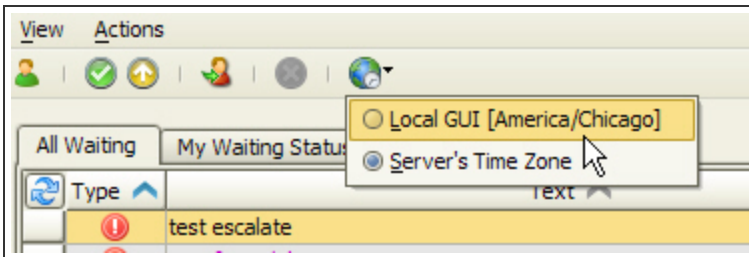 View Actions
Local GUI [America/Chicago]
All Waiting My Waiting Status
Server's Time Zone
Type Text
test escalate